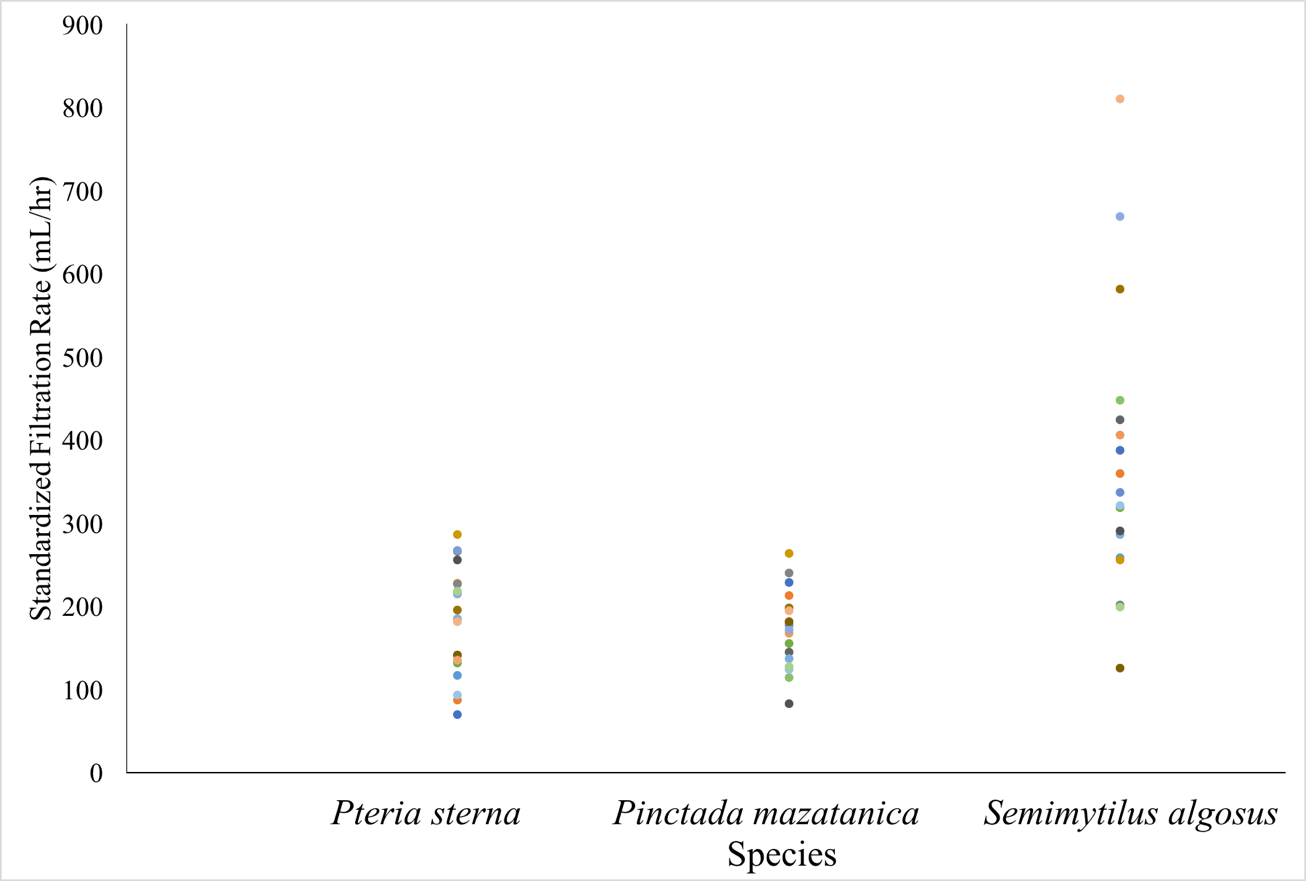 900
800
700
600
500
400
300
200
100
0
Standardized Filtration Rate (mL/hr)
Pteria sterna
Pinctada mazatanica
Semimytilus algosus
Species